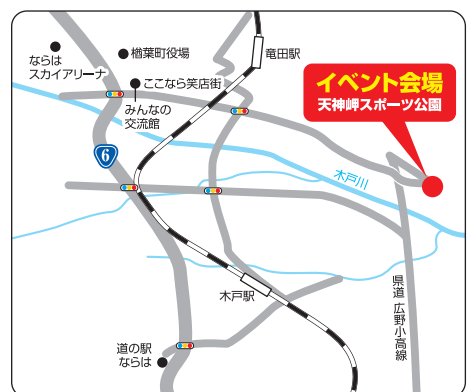 ならは
スカイアリーナ
楢葉町役場
竜田駅
ここなら笑店街
みんなの
交流館
イベント会場
天神岬スポーツ公園
6
木戸川
木戸駅
県道 広野小高線
道の駅
ならは